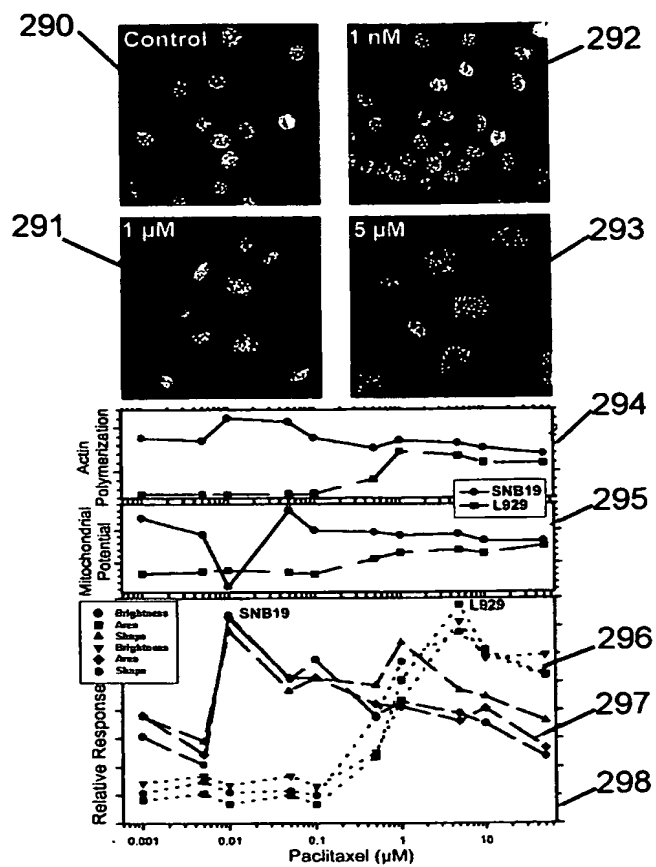 290
Control
1 nM
292
291
1 µM
5 µM
293
294
Actin
Polymerization
SNB19
L929
295
Mitochondrial
Potential
Brightness
Area
Shape
Brightness
Area
Shape
SNB19
L929
296
297
298
Relative Response
0.001
0.01
0.1
1
10
Paclitaxel (µM)